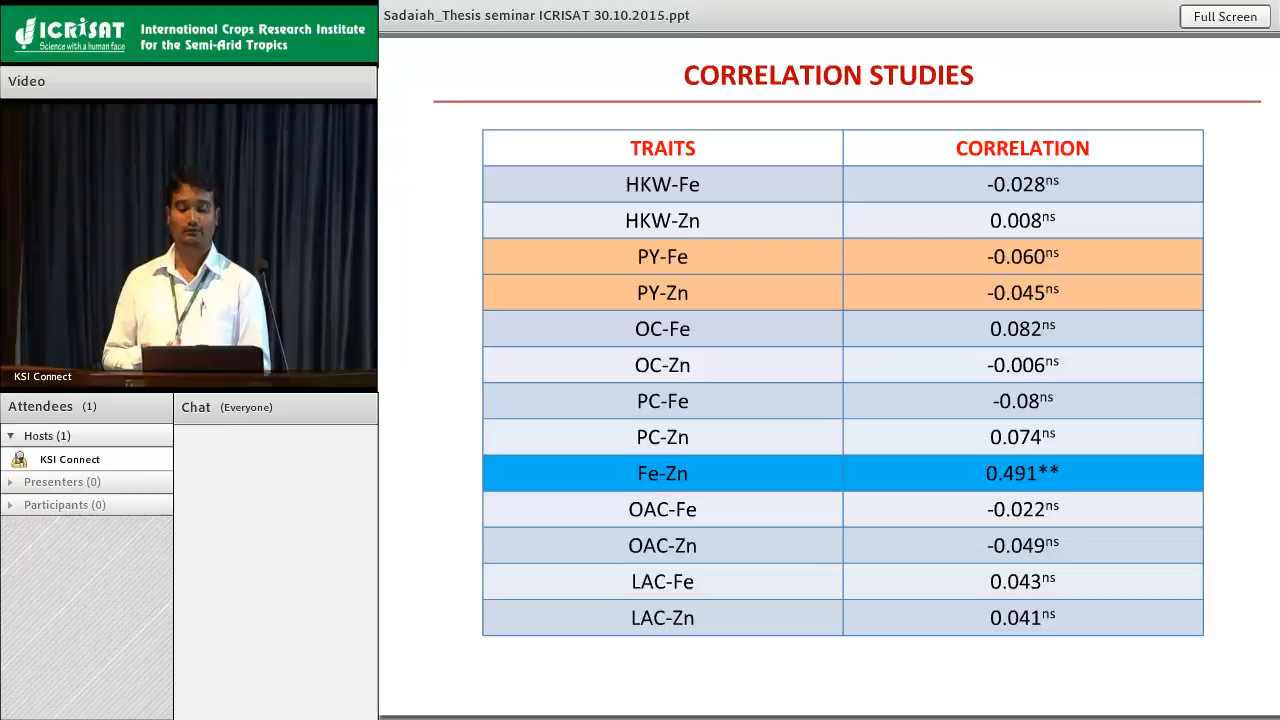 ICRISAT
Science with a human face
International Crops Research Institute
for the Semi-Arid Tropics
Sadaiah_Thesis seminar ICRISAT 30.10.2015.ppt
Full Screen
Video
KSI Connect
Attendees (1)
Hosts (1)
KSI Connect
Presenters (0)
Participants (0)
Chat (Everyone)
CORRELATION STUDIES
TRAITS CORRELATION
HKW-Fe -0.028ns
HKW-Zn 0.008ns
PY-Fe -0.060ns
PY-Zn -0.045ns
OC-Fe 0.082ns
OC-Zn -0.006ns
PC-Fe -0.08ns
PC-Zn 0.074ns
Fe-Zn 0.491**
OAC-Fe -0.022ns
OAC-Zn -0.049ns
LAC-Fe 0.043ns
LAC-Zn 0.041ns